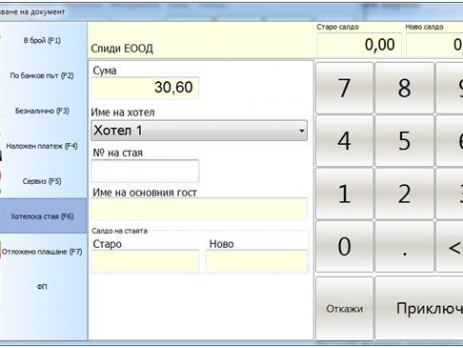 ване на документ
В брой (F1)
По банков път (F2)
Безналично (F3)
Наложен платеж (F4)
Сервиз (F5)
Хотелска стая (F6)
Отложено плащане (F7)
ФП
Спиди ЕООД
Старо салдо
Ново салдо
0,00
0
Сума
30,60
Име на хотел
Хотел 1
№ на стая
Име на основния гост
Салдо на стаята
Старо
Ново
7 8 9
4 5 6
1 2 3
0 . <
Откажи
Приключ